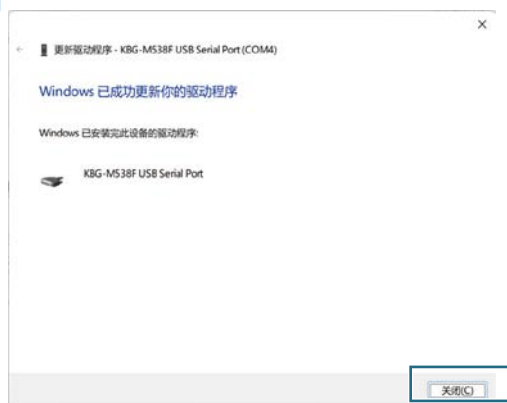 更新驱动程序 - KBG-M538F USB Serial Port (COM4)
Windows 已成功更新你的驱动程序
Windows 已安装完此设备的驱动程序:
KBG-M538F USB Serial Port
关闭(C)